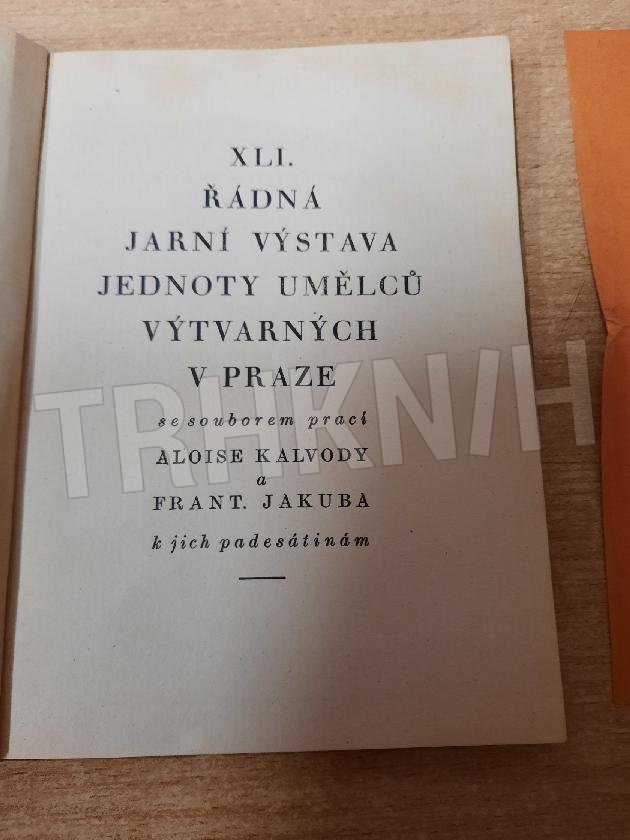 XLI.
ŘÁDNÁ
JARNÍ VÝSTAVA
JEDNOTY UMĚLCŮ
VÝTVARNÝCH
V PRAZE
se souborem prací
ALOISE KALVODY
a
FRANT. JAKUBA
k jich padesátinám
TRHKNIH